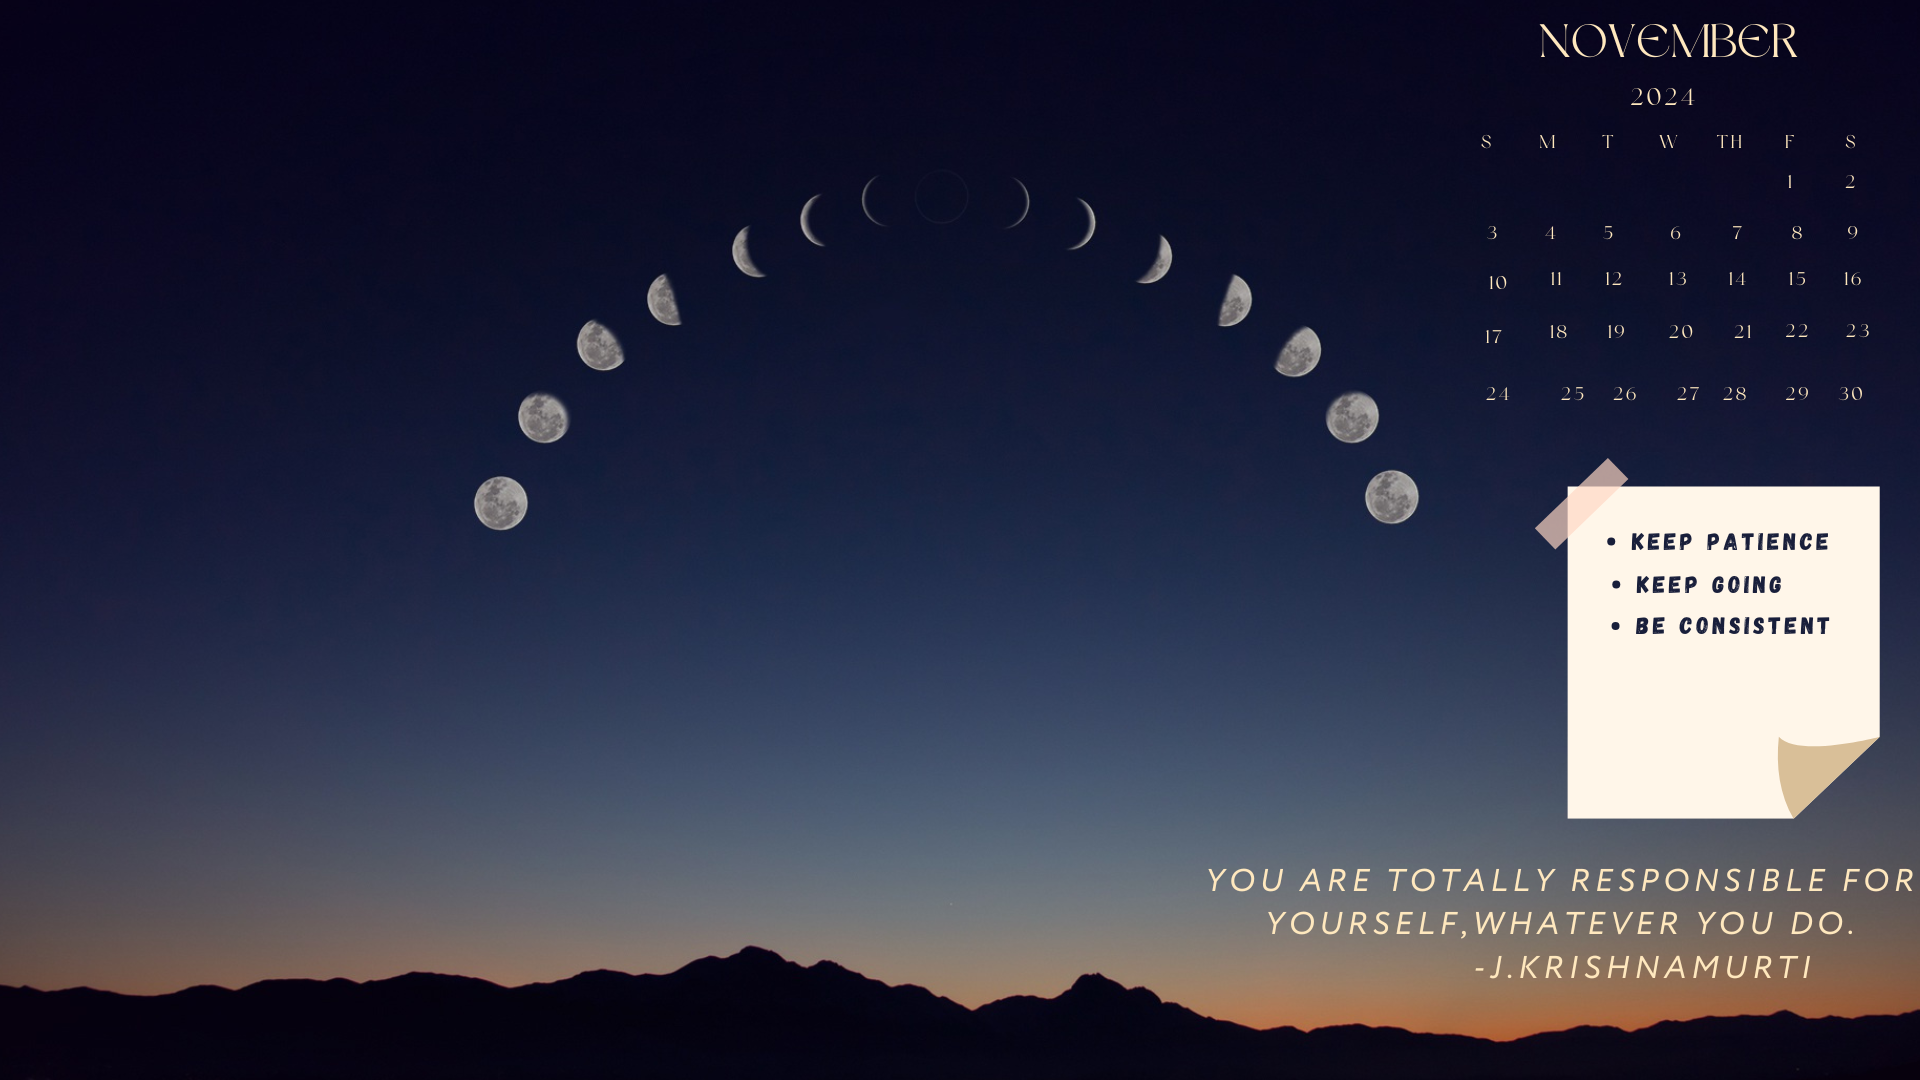 NOVEMBER
2024
S M T W TH F S
1 2
3 4 5 6 7 8 9
10 11 12 13 14 15 16
17 18 19 20 21 22 23
24 25 26 27 28 29 30
• KEEP PATIENCE
• KEEP GOING
• BE CONSISTENT
YOU ARE TOTALLY RESPONSIBLE FOR
YOURSELF,WHATEVER YOU DO.
-J.KRISHNAMURTI